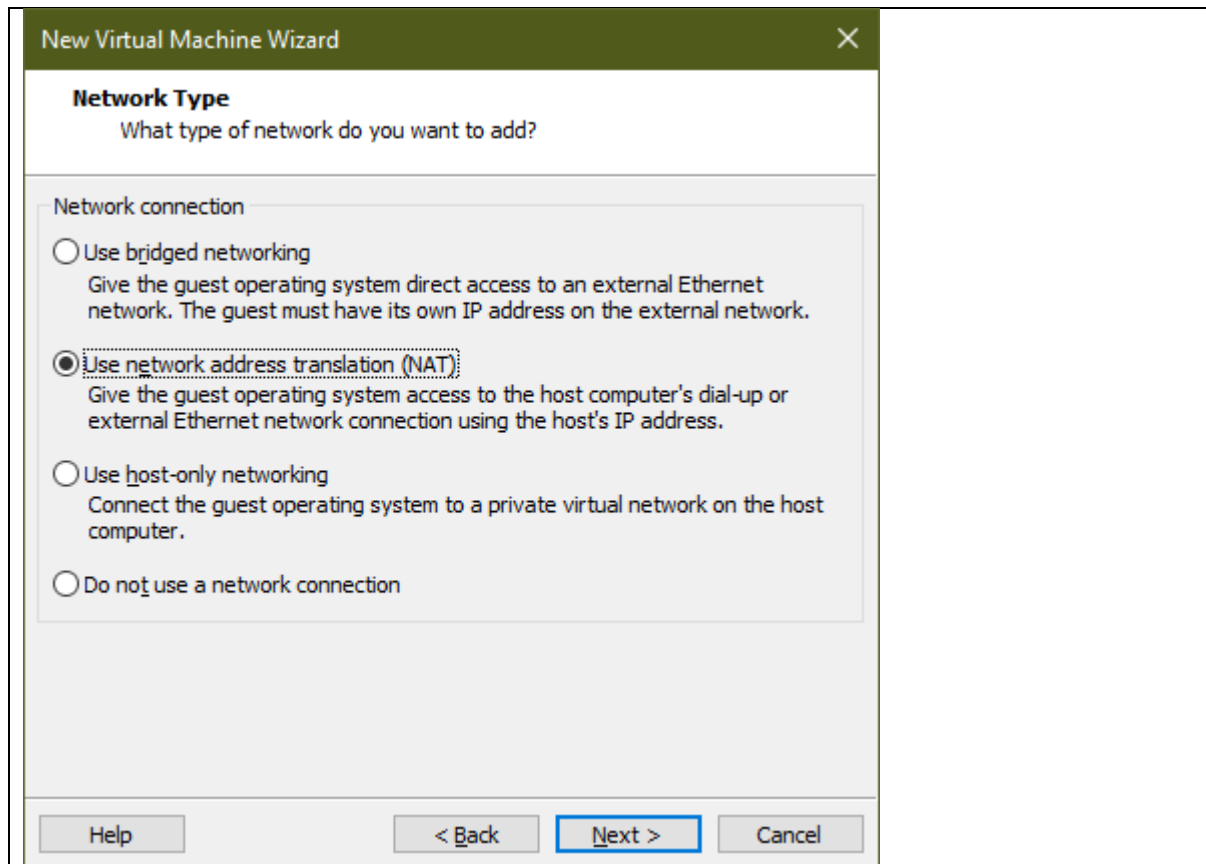 New Virtual Machine Wizard
Network Type
What type of network do you want to add?
Network connection
Use bridged networking
Give the guest operating system direct access to an external Ethernet
network. The guest must have its own IP address on the external network.
Use network address translation (NAT)
Give the guest operating system access to the host computer's dial-up or
external Ethernet network connection using the host's IP address.
Use host-only networking
Connect the guest operating system to a private virtual network on the host
computer.
Do not use a network connection
Help < Back Next > Cancel